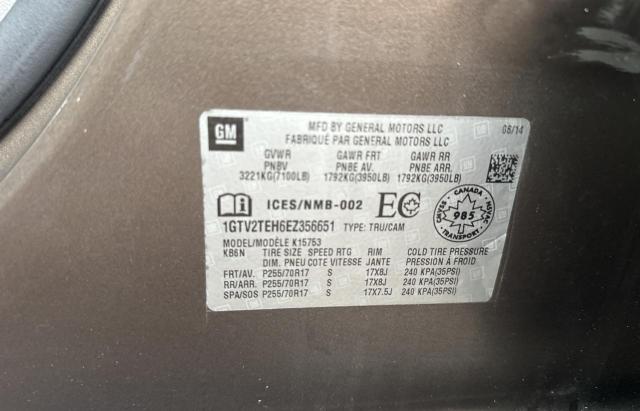 GM
MFD BY GENERAL MOTORS LLC
FABRIQUÉ PAR GENERAL MOTORS LLC
08/14
GVWR GAWR FRT GAWR RR
PNBV PNBE AV. PNBE ARR.
3221KG(7100LB) 1792KG(3950LB) 1792KG(3950LB)
ICES/NMB-002 EC
CANADA
985
TRANSPORT
1GTV2TEH6EZ356651 TYPE: TRU/CAM
MODEL/MODÈLE K15753
KB6N TIRE SIZE SPEED RTG RIM COLD TIRE PRESSURE
DIM. PNEU COTE VITESSE JANTE PRESSION À FROID
FRT/AV. P255/70R17 S 17X8J 240 KPA(35PSI)
RR/ARR. P255/70R17 S 17X8J 240 KPA(35PSI)
SPA/SOS P255/70R17 S 17X7.5J 240 KPA(35PSI)